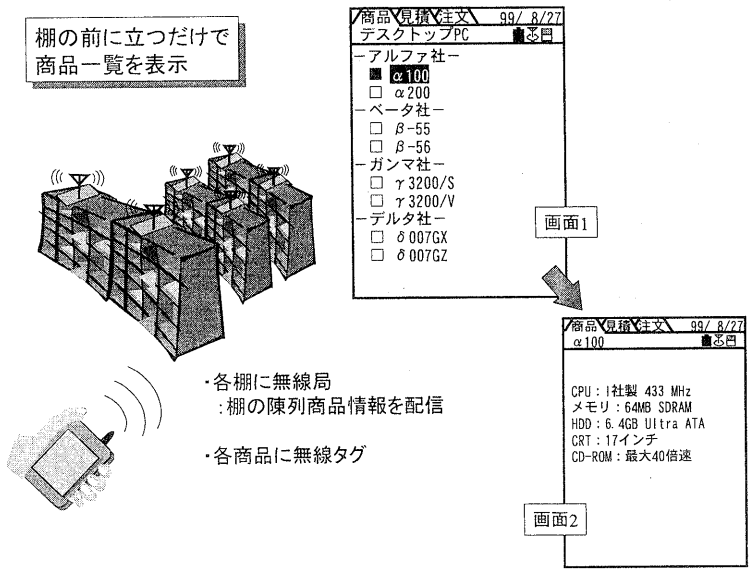 棚の前に立つだけで
商品一覧を表示
商品 見積 注文 99/ 8/27
デスクトップPC
－アルファ社－
■ α100
□ α200
－ベータ社－
□ β-55
□ β-56
－ガンマ社－
□ γ3200/S
□ γ3200/V
－デルタ社－
□ δ007GX
□ δ007GZ
画面1
・各棚に無線局
:棚の陳列商品情報を配信
・各商品に無線タグ
商品 見積 注文 99/ 8/27
α100
CPU：I社製 433 MHz
メモリ：64MB SDRAM
HDD：6.4GB Ultra ATA
CRT：17インチ
CD-ROM：最大40倍速
画面2